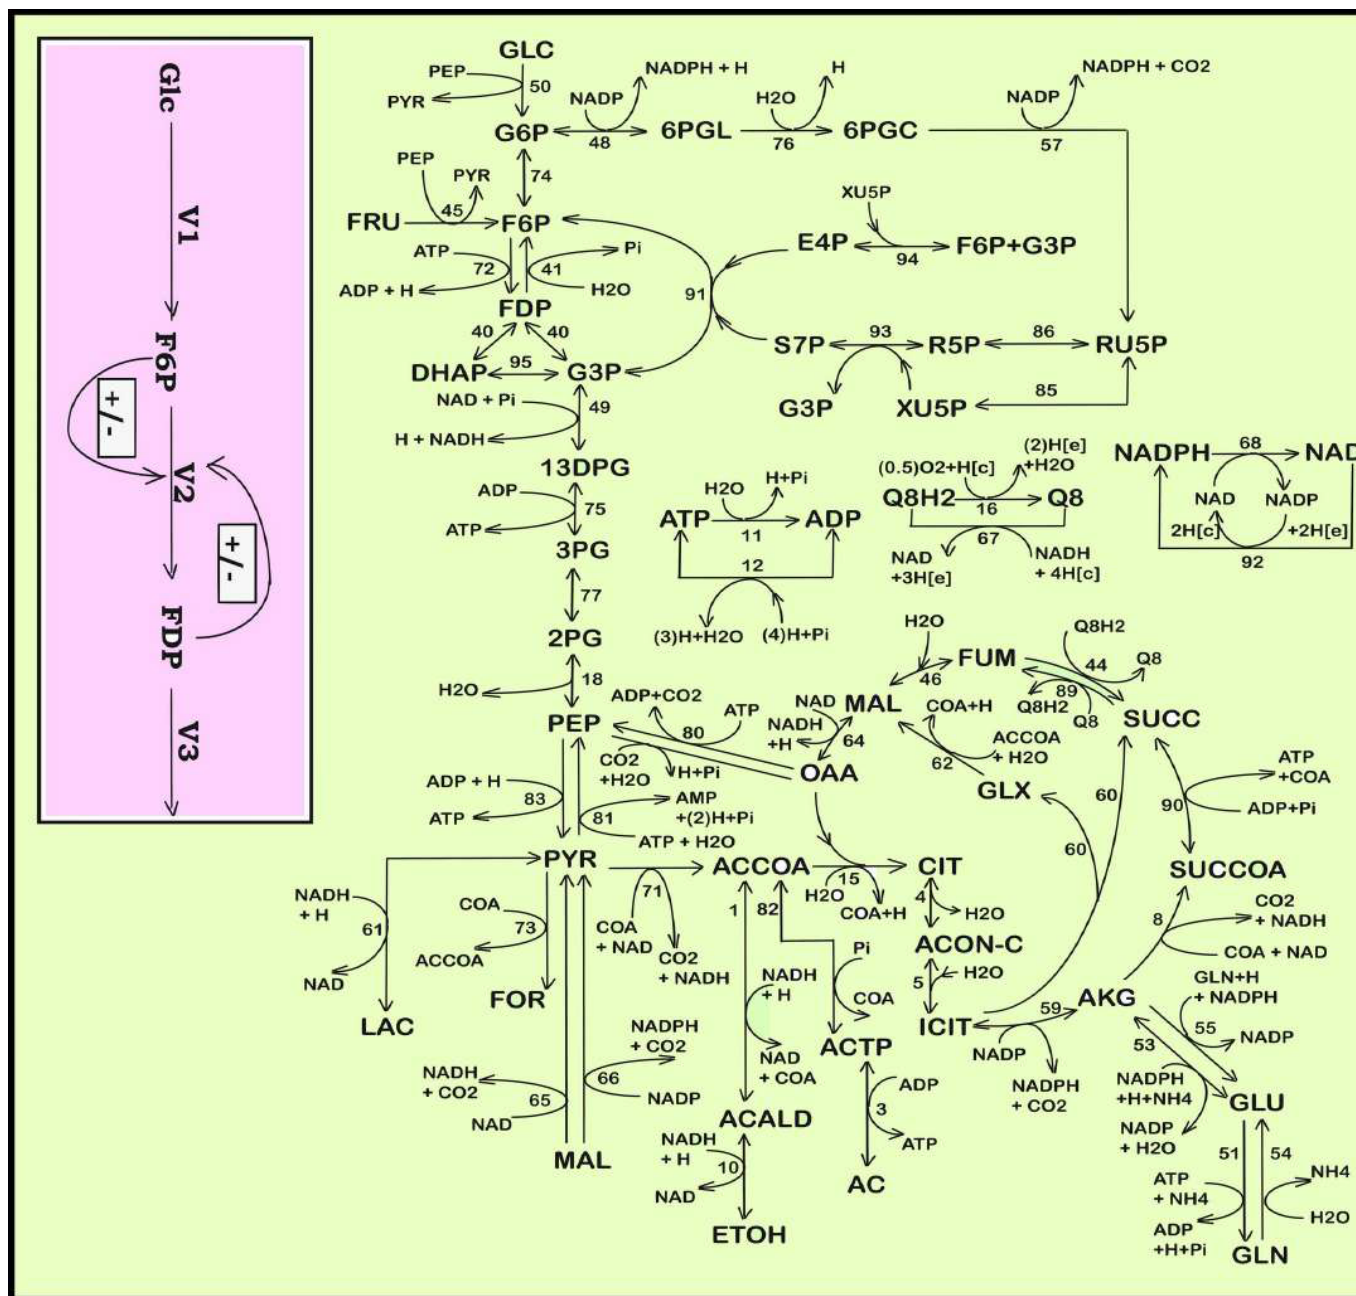 Glc
V1
F6P
+/-
V2
+/-
FDP
V3
GLC
PEP
50
PYR
NADPH + H
NADP
H
H2O
NADPH + CO2
NADP
G6P
48
6PGL
76
6PGC
57
74
PEP
PYR
45
FRU
F6P
XU5P
E4P
94
F6P+G3P
ATP
72
41
Pi
ADP + H
H2O
91
FDP
40
40
S7P
93
R5P
86
RU5P
DHAP
95
G3P
G3P
XU5P
85
NAD + Pi
49
H + NADH
13DPG
ADP
75
ATP
3PG
H2O
H+Pi
ATP
11
ADP
12
(3)H+H2O
(4)H+Pi
(0.5)O2+H[c]
(2)H[e]
+H2O
Q8H2
16
Q8
67
NAD
+3H[e]
NADH
+ 4H[c]
NADPH
68
NAD
NAD
NADP
2H[c]
+2H[e]
92
77
2PG
H2O
18
PEP
ADP+CO2
80
ATP
CO2
+H2O
H+Pi
NAD
NADH
+H
64
OAA
MAL
H2O
46
FUM
Q8H2
44
Q8
89
Q8H2
Q8
SUCC
COA+H
ACCOA
+ H2O
62
GLX
60
60
ATP
+COA
90
ADP+Pi
ADP + H
83
ATP
81
AMP
+(2)H+Pi
ATP + H2O
PYR
ACCOA
15
H2O
COA+H
CIT
SUCCOA
NADH
+ H
61
NAD
LAC
COA
73
ACCOA
FOR
71
COA
+ NAD
CO2
+ NADH
1
82
4
H2O
ACON-C
5
H2O
ICIT
Pi
COA
ACTP
8
CO2
+ NADH
COA + NAD
NADH
+ H
NAD
+ COA
59
AKG
NADP
NADPH
+ CO2
GLN+H
+ NADPH
55
NADP
53
NADPH
+H+NH4
NADP
+ H2O
GLU
NADH
+ CO2
65
NAD
NADPH
+ CO2
66
NADP
MAL
ACALD
ADP
3
ATP
AC
NADH
+ H
10
NAD
ETOH
51
54
ATP
+ NH4
NH4
ADP
+H+Pi
H2O
GLN